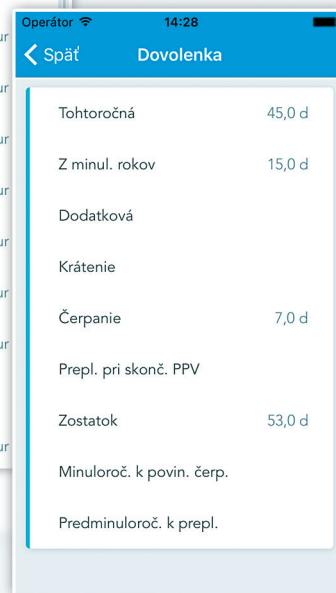 Operátor 14:28
Späť Dovolenka
Tohtoročná 45,0 d
Z minul. rokov 15,0 d
Dodatková
Krátenie
Čerpanie 7,0 d
Prepl. pri skonč. PPV
Zostatok 53,0 d
Minuloroč. k povin. čerp.
Predminuloroč. k prepl.